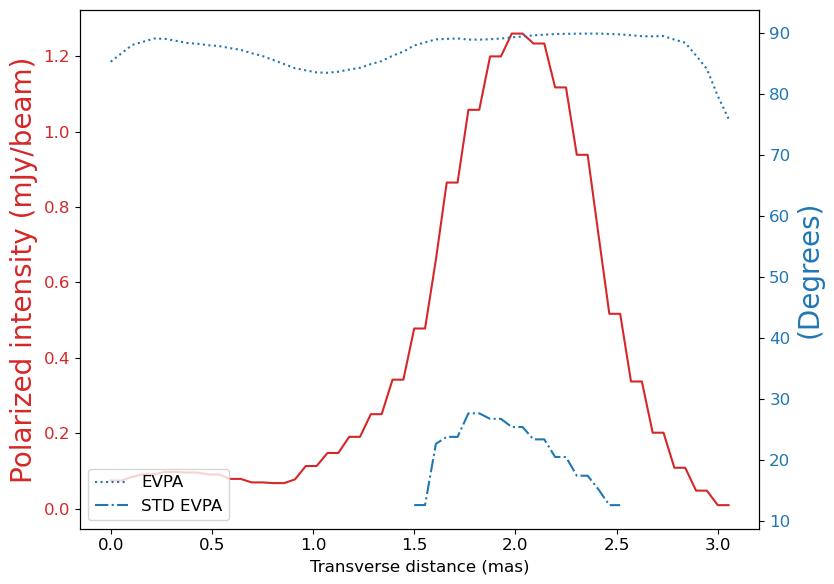 Polarized intensity (mJy/beam)
1.2
1.0
0.8
0.6
0.4
0.2
0.0
EVPA
STD EVPA
0.0 0.5 1.0 1.5 2.0 2.5 3.0
Transverse distance (mas)
90
80
70
60
50
40
30
20
10
(Degrees)